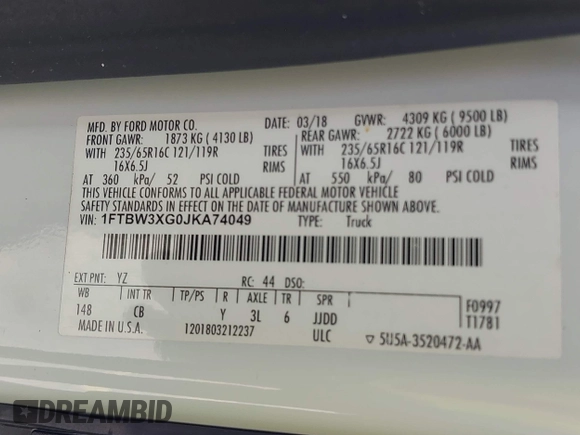 MFD. BY FORD MOTOR CO.
DATE: 03/18 GVWR: 4309 KG ( 9500 LB)
FRONT GAWR: 1873 KG ( 4130 LB)
REAR GAWR: 2722 KG ( 6000 LB)
WITH 235/65R16C 121/119R TIRES
WITH 235/65R16C 121/119R TIRES
16X6.5J
16X6.5J
AT 360 kPa/ 52 PSI COLD
AT 550 kPa/ 80 PSI COLD
THIS VEHICLE CONFORMS TO ALL APPLICABLE FEDERAL MOTOR VEHICLE
SAFETY STANDARDS IN EFFECT ON THE DATE OF MANUFACTURE SHOWN ABOVE.
VIN: 1FTBW3XG0JKA74049 TYPE: Truck
EXT PNT: YZ RC: 44 DSO:
WB INT TR TP/PS R AXLE TR SPR
148 CB Y 3L 6 JJDD
F0997
T1781
MADE IN U.S.A. 1201803212237 ULC
5U5A-3520472-AA
DREAMBID